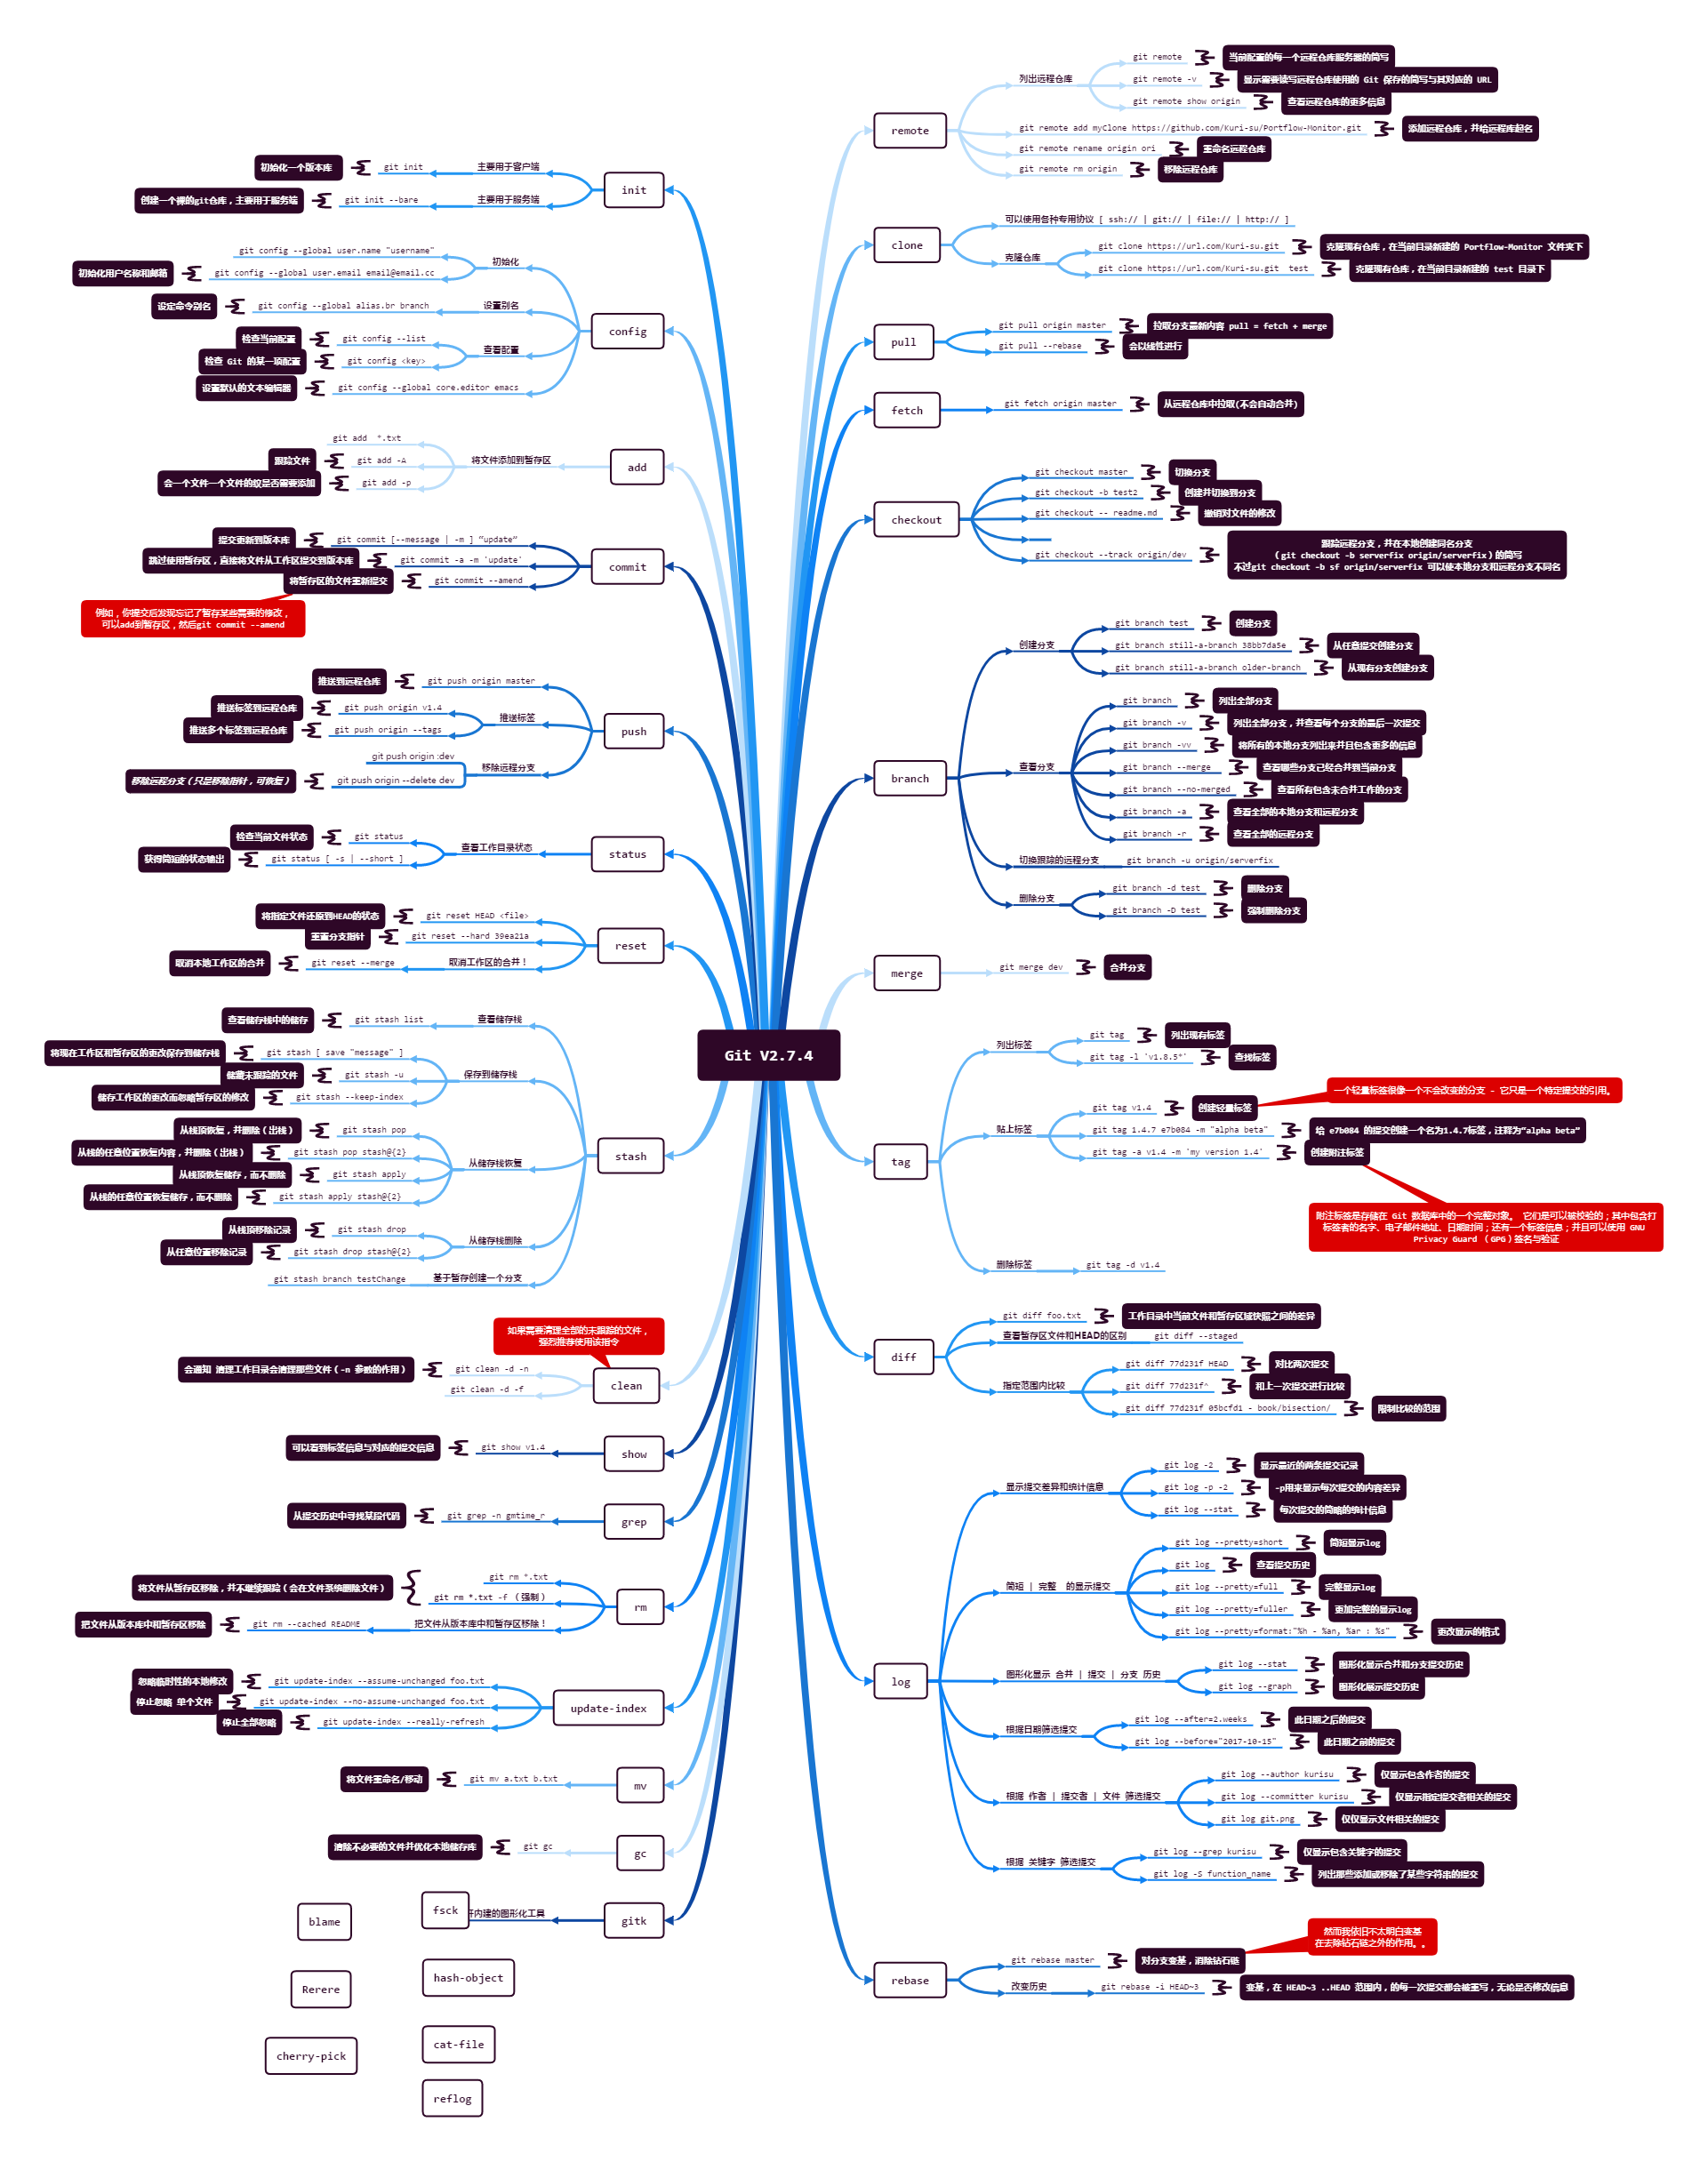 Git V2.7.4
init
主要用于客户端
git init
初始化一个版本库
主要用于服务端
git init --bare
创建一个裸的git仓库，主要用于服务端
config
初始化
git config --global user.name "username"
git config --global user.email email@email.cc
初始化用户名称和邮箱
设置别名
git config --global alias.br branch
设定命令别名
查看配置
git config --list
检查当前配置
git config <key>
检查 Git 的某一项配置
git config --global core.editor emacs
设置默认的文本编辑器
add
将文件添加到暂存区
git add  *.txt
git add -A
跟踪文件
git add -p
会一个文件一个文件的问是否需要添加
commit
git commit [--message | -m ] "update"
提交更新到版本库
git commit -a -m 'update'
跳过使用暂存区，直接将文件从工作区提交到版本库
git commit --amend
将暂存区的文件重新提交
例如，你提交后发现忘记了暂存某些需要的修改，
可以add到暂存区，然后git commit --amend
push
git push origin master
推送到远程仓库
推送标签
git push origin v1.4
推送标签到远程仓库
git push origin --tags
推送多个标签到远程仓库
移除远程分支
git push origin :dev
git push origin --delete dev
移除远程分支（只是移除指针，可恢复）
status
查看工作目录状态
git status
检查当前文件状态
git status [ -s | --short ]
获得简短的状态输出
reset
git reset HEAD <file>
将指定文件还原到HEAD的状态
git reset --hard 39ea21a
重置分支指针
取消工作区的合并！
git reset --merge
取消本地工作区的合并
stash
查看储存栈
git stash list
查看储存栈中的储存
保存到储存栈
git stash [ save "message" ]
将现在工作区和暂存区的更改保存到储存栈
git stash -u
储藏未跟踪的文件
git stash --keep-index
储存工作区的更改而忽略暂存区的修改
从储存栈恢复
git stash pop
从栈顶恢复，并删除（出栈）
git stash pop stash@{2}
从栈的任意位置恢复内容，并删除（出栈）
git stash apply
从栈顶恢复储存，而不删除
git stash apply stash@{2}
从栈的任意位置恢复储存，而不删除
从储存栈删除
git stash drop
从栈顶移除记录
git stash drop stash@{2}
从任意位置移除记录
基于暂存创建一个分支
git stash branch testChange
clean
如果需要清理全部的未跟踪的文件，
强烈推荐使用该指令
git clean -d -n
会通知 清理工作目录会清理那些文件（-n 参数的作用）
git clean -d -f
show
git show v1.4
可以看到标签信息与对应的提交信息
grep
git grep -n gmtime_r
从提交历史中寻找某段代码
rm
git rm *.txt
git rm *.txt -f （强制）
将文件从暂存区移除，并不继续跟踪（会在文件系统删除文件）
把文件从版本库中和暂存区移除！
git rm --cached README
把文件从版本库中和暂存区移除
update-index
git update-index --assume-unchanged foo.txt
忽略临时性的本地修改
git update-index --no-assume-unchanged foo.txt
停止忽略 单个文件
git update-index --really-refresh
停止全部忽略
mv
git mv a.txt b.txt
将文件重命名/移动
gc
git gc
清除不必要的文件并优化本地储存库
gitk
内建的图形化工具
blame
fsck
Rerere
hash-object
cherry-pick
cat-file
reflog
remote
列出远程仓库
git remote
当前配置的每一个远程仓库服务器的简写
git remote -v
显示需要读写远程仓库使用的 Git 保存的简写与其对应的 URL
git remote show origin
查看远程仓库的更多信息
git remote add myClone https://github.com/Kuri-su/Portflow-Monitor.git
添加远程仓库，并给远程库起名
git remote rename origin ori
重命名远程仓库
git remote rm origin
移除远程仓库
clone
可以使用各种专用协议 [ ssh:// | git:// | file:// | http:// ]
克隆仓库
git clone https://url.com/Kuri-su.git
克隆现有仓库，在当前目录新建的 Portflow-Monitor 文件夹下
git clone https://url.com/Kuri-su.git  test
克隆现有仓库，在当前目录新建的 test 目录下
pull
git pull origin master
拉取分支最新内容 pull = fetch + merge
git pull --rebase
会以线性进行
fetch
git fetch origin master
从远程仓库中拉取(不会自动合并)
checkout
git checkout master
切换分支
git checkout -b test2
创建并切换到分支
git checkout -- readme.md
撤销对文件的修改
git checkout --track origin/dev
跟踪远程分支，并在本地创建同名分支
（git checkout -b serverfix origin/serverfix）的简写
不过git checkout -b sf origin/serverfix 可以使本地分支和远程分支不同名
branch
创建分支
git branch test
创建分支
git branch still-a-branch 38bb7da5e
从任意提交创建分支
git branch still-a-branch older-branch
从现有分支创建分支
查看分支
git branch
列出全部分支
git branch -v
列出全部分支，并查看每个分支的最后一次提交
git branch -vv
将所有的本地分支列出来并且包含更多的信息
git branch --merge
查看哪些分支已经合并到当前分支
git branch --no-merged
查看所有包含未合并工作的分支
git branch -a
查看全部的本地分支和远程分支
git branch -r
查看全部的远程分支
切换跟踪的远程分支
git branch -u origin/serverfix
删除分支
git branch -d test
删除分支
git branch -D test
强制删除分支
merge
git merge dev
合并分支
tag
列出标签
git tag
列出现有标签
git tag -l 'v1.8.5*'
查找标签
贴上标签
git tag v1.4
创建轻量标签
一个轻量标签很像一个不会改变的分支 - 它只是一个特定提交的引用。
git tag 1.4.7 e7b084 -m "alpha beta"
给 e7b084 的提交创建一个名为1.4.7标签，注释为"alpha beta"
git tag -a v1.4 -m 'my version 1.4'
创建附注标签
附注标签是存储在 Git 数据库中的一个完整对象。 它们是可以被校验的；其中包含打
标签者的名字、电子邮件地址、日期时间；还有一个标签信息；并且可以使用 GNU
Privacy Guard （GPG）签名与验证
删除标签
git tag -d v1.4
diff
git diff foo.txt
工作目录中当前文件和暂存区域快照之间的差异
查看暂存区文件和HEAD的区别
git diff --staged
指定范围内比较
git diff 77d231f HEAD
对比两次提交
git diff 77d231f^
和上一次提交进行比较
git diff 77d231f 05bcfd1 - book/bisection/
限制比较的范围
log
显示提交差异和统计信息
git log -2
显示最近的两条提交记录
git log -p -2
-p用来显示每次提交的内容差异
git log --stat
每次提交的简略的统计信息
简短 | 完整  的显示提交
git log --pretty=short
简短显示log
git log
查看提交历史
git log --pretty=full
完整显示log
git log --pretty=fuller
更加完整的显示log
git log --pretty=format:"%h - %an, %ar : %s"
更改显示的格式
图形化显示 合并 | 提交 | 分支 历史
git log --stat
图形化显示合并和分支提交历史
git log --graph
图形化展示提交历史
根据日期筛选提交
git log --after=2.weeks
此日期之后的提交
git log --before="2017-10-15"
此日期之前的提交
根据 作者 | 提交者 | 文件 筛选提交
git log --author kurisu
仅显示包含作者的提交
git log --committer kurisu
仅显示指定提交者相关的提交
git log git.png
仅仅显示文件相关的提交
根据 关键字 筛选提交
git log --grep kurisu
仅显示包含关键字的提交
git log -S function_name
列出那些添加或移除了某些字符串的提交
rebase
git rebase master
对分支变基，消除钻石链
然而我依旧不太明白变基
在去除钻石链之外的作用。。
改变历史
git rebase -i HEAD~3
变基，在 HEAD~3 ..HEAD 范围内，的每一次提交都会被重写，无论是否修改信息